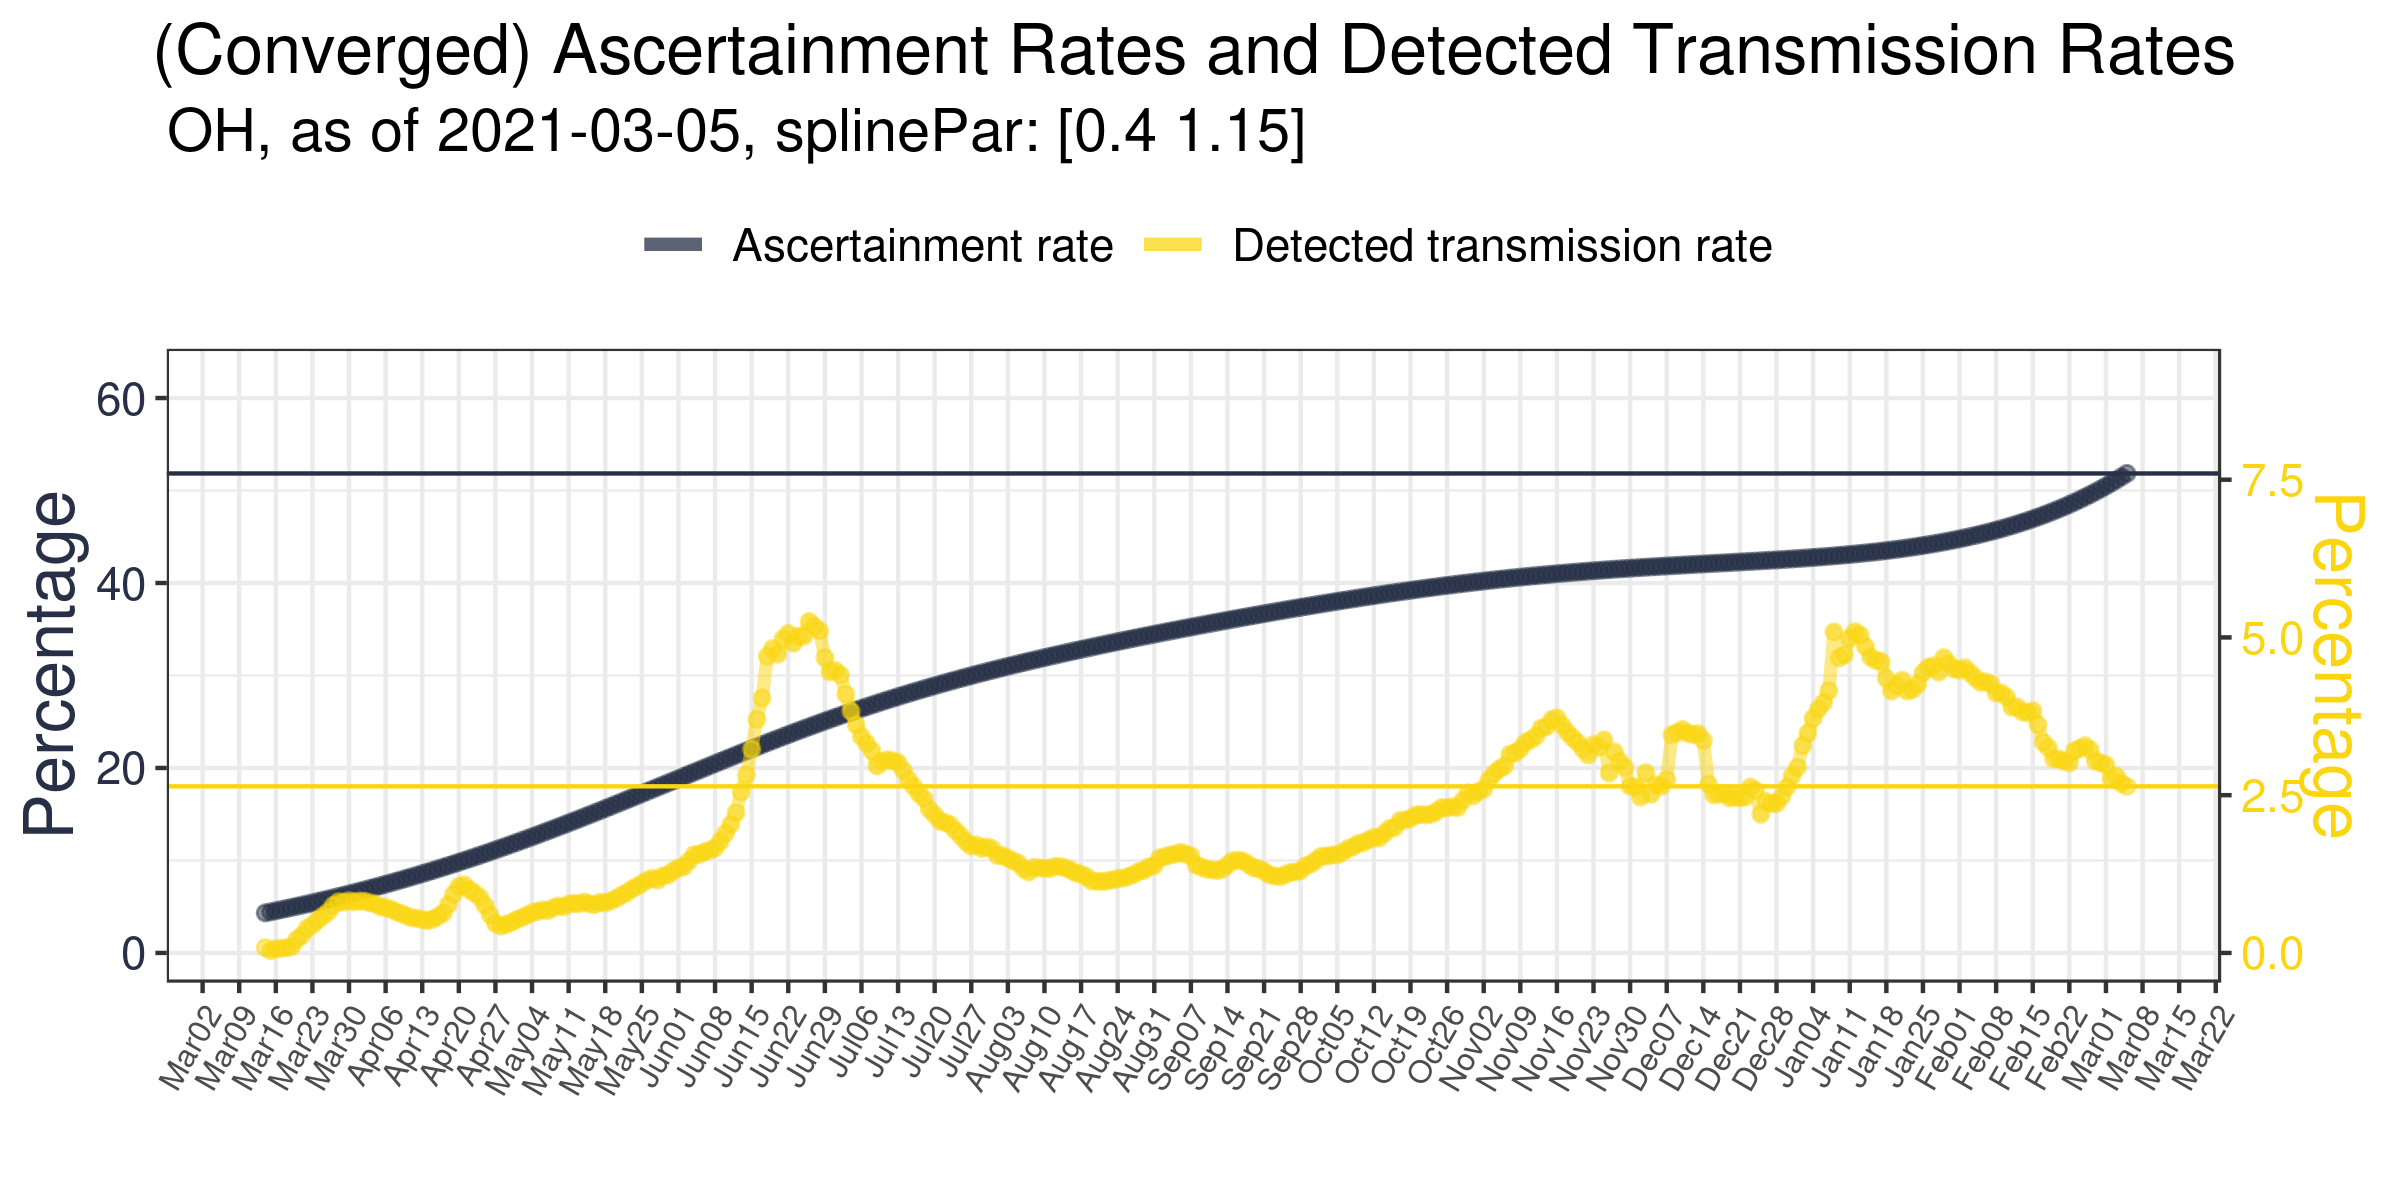 (Converged) Ascertainment Rates and Detected Transmission Rates
OH, as of 2021-03-05, splinePar: [0.4 1.15]
Ascertainment rate
Detected transmission rate
Percentage
60
40
20
0
7.5
5.0
2.5
0.0
Percentage
Mar02
Mar09
Mar16
Mar23
Mar30
Apr06
Apr13
Apr20
Apr27
May04
May11
May18
May25
Jun01
Jun08
Jun15
Jun22
Jun29
Jul06
Jul13
Jul20
Jul27
Aug03
Aug10
Aug17
Aug24
Aug31
Sep07
Sep14
Sep21
Sep28
Oct05
Oct12
Oct19
Oct26
Nov02
Nov09
Nov16
Nov23
Nov30
Dec07
Dec14
Dec21
Dec28
Jan04
Jan11
Jan18
Jan25
Feb01
Feb08
Feb15
Feb22
Mar01
Mar08
Mar15
Mar22